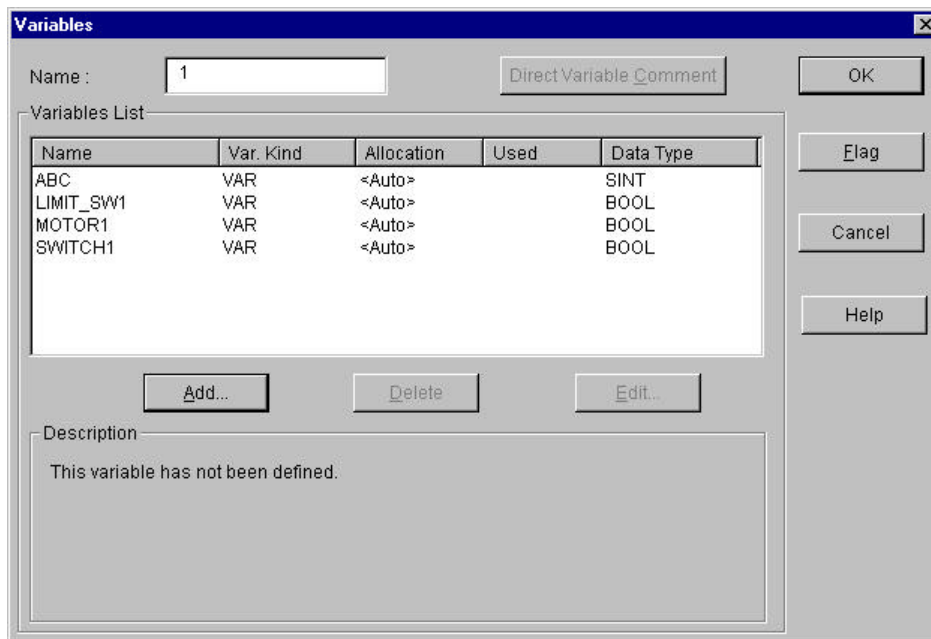 Variables
Name : 1 Direct Variable Comment OK
Variables List
Name Var. Kind Allocation Used Data Type
Flag
ABC VAR <Auto> SINT
LIMIT_SW1 VAR <Auto> BOOL
MOTOR1 VAR <Auto> BOOL
SWITCH1 VAR <Auto> BOOL
Cancel
Help
Add... Delete Edit...
Description
This variable has not been defined.